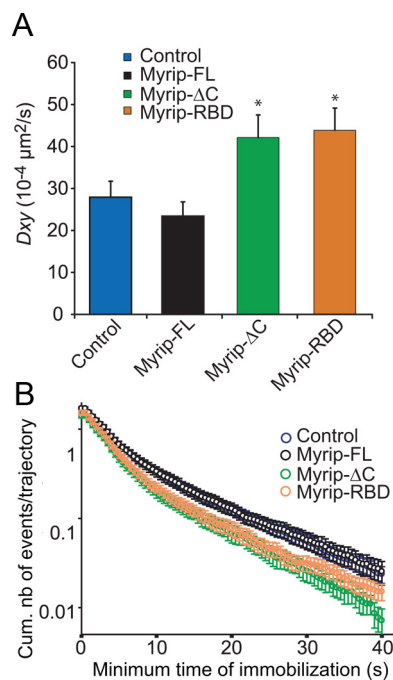 A
Control
Myrip-FL
Myrip-ΔC
Myrip-RBD
Dxy (10⁻⁴ µm²/s)
60
50
40
30
20
10
0
*
*
Control
Myrip-FL
Myrip-ΔC
Myrip-RBD
B
Control
Myrip-FL
Myrip-ΔC
Myrip-RBD
Cum. nb of events/trajectory
1
0.1
0.01
0
10
20
30
40
Minimum time of immobilization (s)